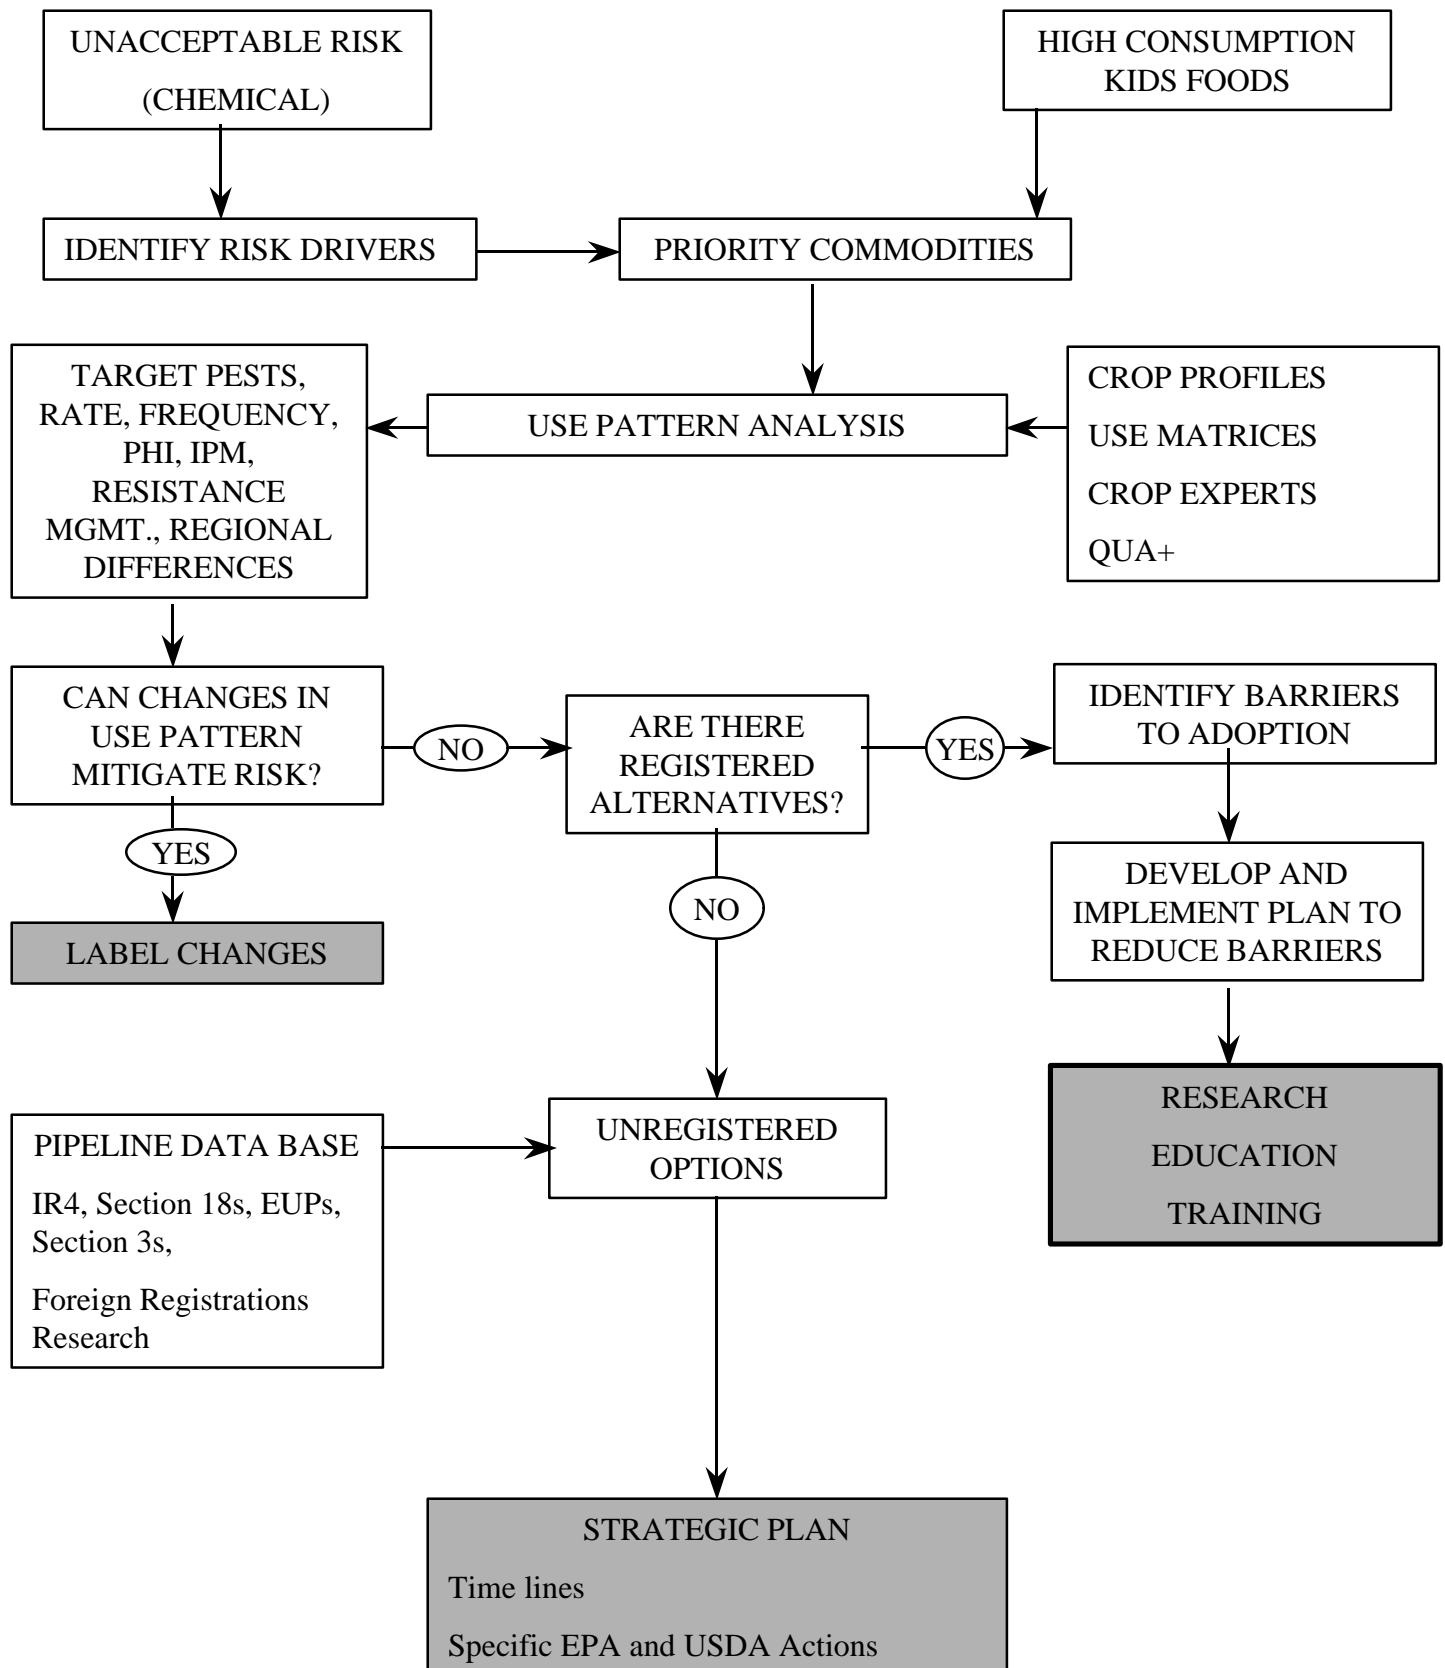 UNACCEPTABLE RISK
(CHEMICAL)
HIGH CONSUMPTION
KIDS FOODS
IDENTIFY RISK DRIVERS
PRIORITY COMMODITIES
TARGET PESTS,
RATE, FREQUENCY,
PHI, IPM,
RESISTANCE
MGMT., REGIONAL
DIFFERENCES
USE PATTERN ANALYSIS
CROP PROFILES
USE MATRICES
CROP EXPERTS
QUA+
CAN CHANGES IN
USE PATTERN
MITIGATE RISK?
NO
ARE THERE
REGISTERED
ALTERNATIVES?
YES
IDENTIFY BARRIERS
TO ADOPTION
YES
NO
DEVELOP AND
IMPLEMENT PLAN TO
REDUCE BARRIERS
LABEL CHANGES
RESEARCH
EDUCATION
TRAINING
PIPELINE DATA BASE
IR4, Section 18s, EUPs,
Section 3s,
Foreign Registrations
Research
UNREGISTERED
OPTIONS
STRATEGIC PLAN
Time lines
Specific EPA and USDA Actions